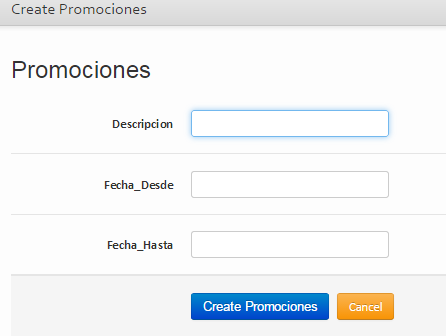 Create Promociones
Promociones
Descripcion
Fecha_Desde
Fecha_Hasta
Create Promociones Cancel